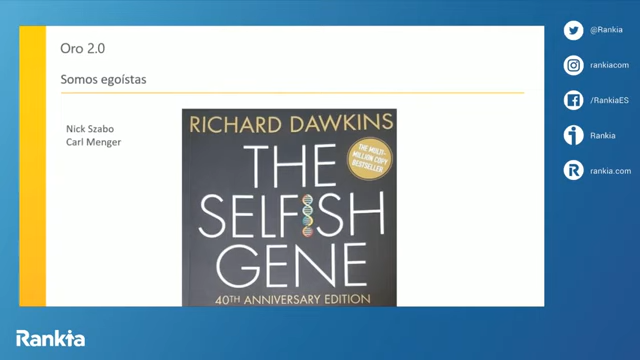 Oro 2.0
Somos egoístas
Nick Szabo
Carl Menger
RICHARD DAWKINS
THE MULTI-
MILLION COPY
BESTSELLER
THE
SELFISH
GENE
40TH ANNIVERSARY EDITION
@Rankia
rankiacom
/RankiaES
Rankia
rankia.com
Rankia